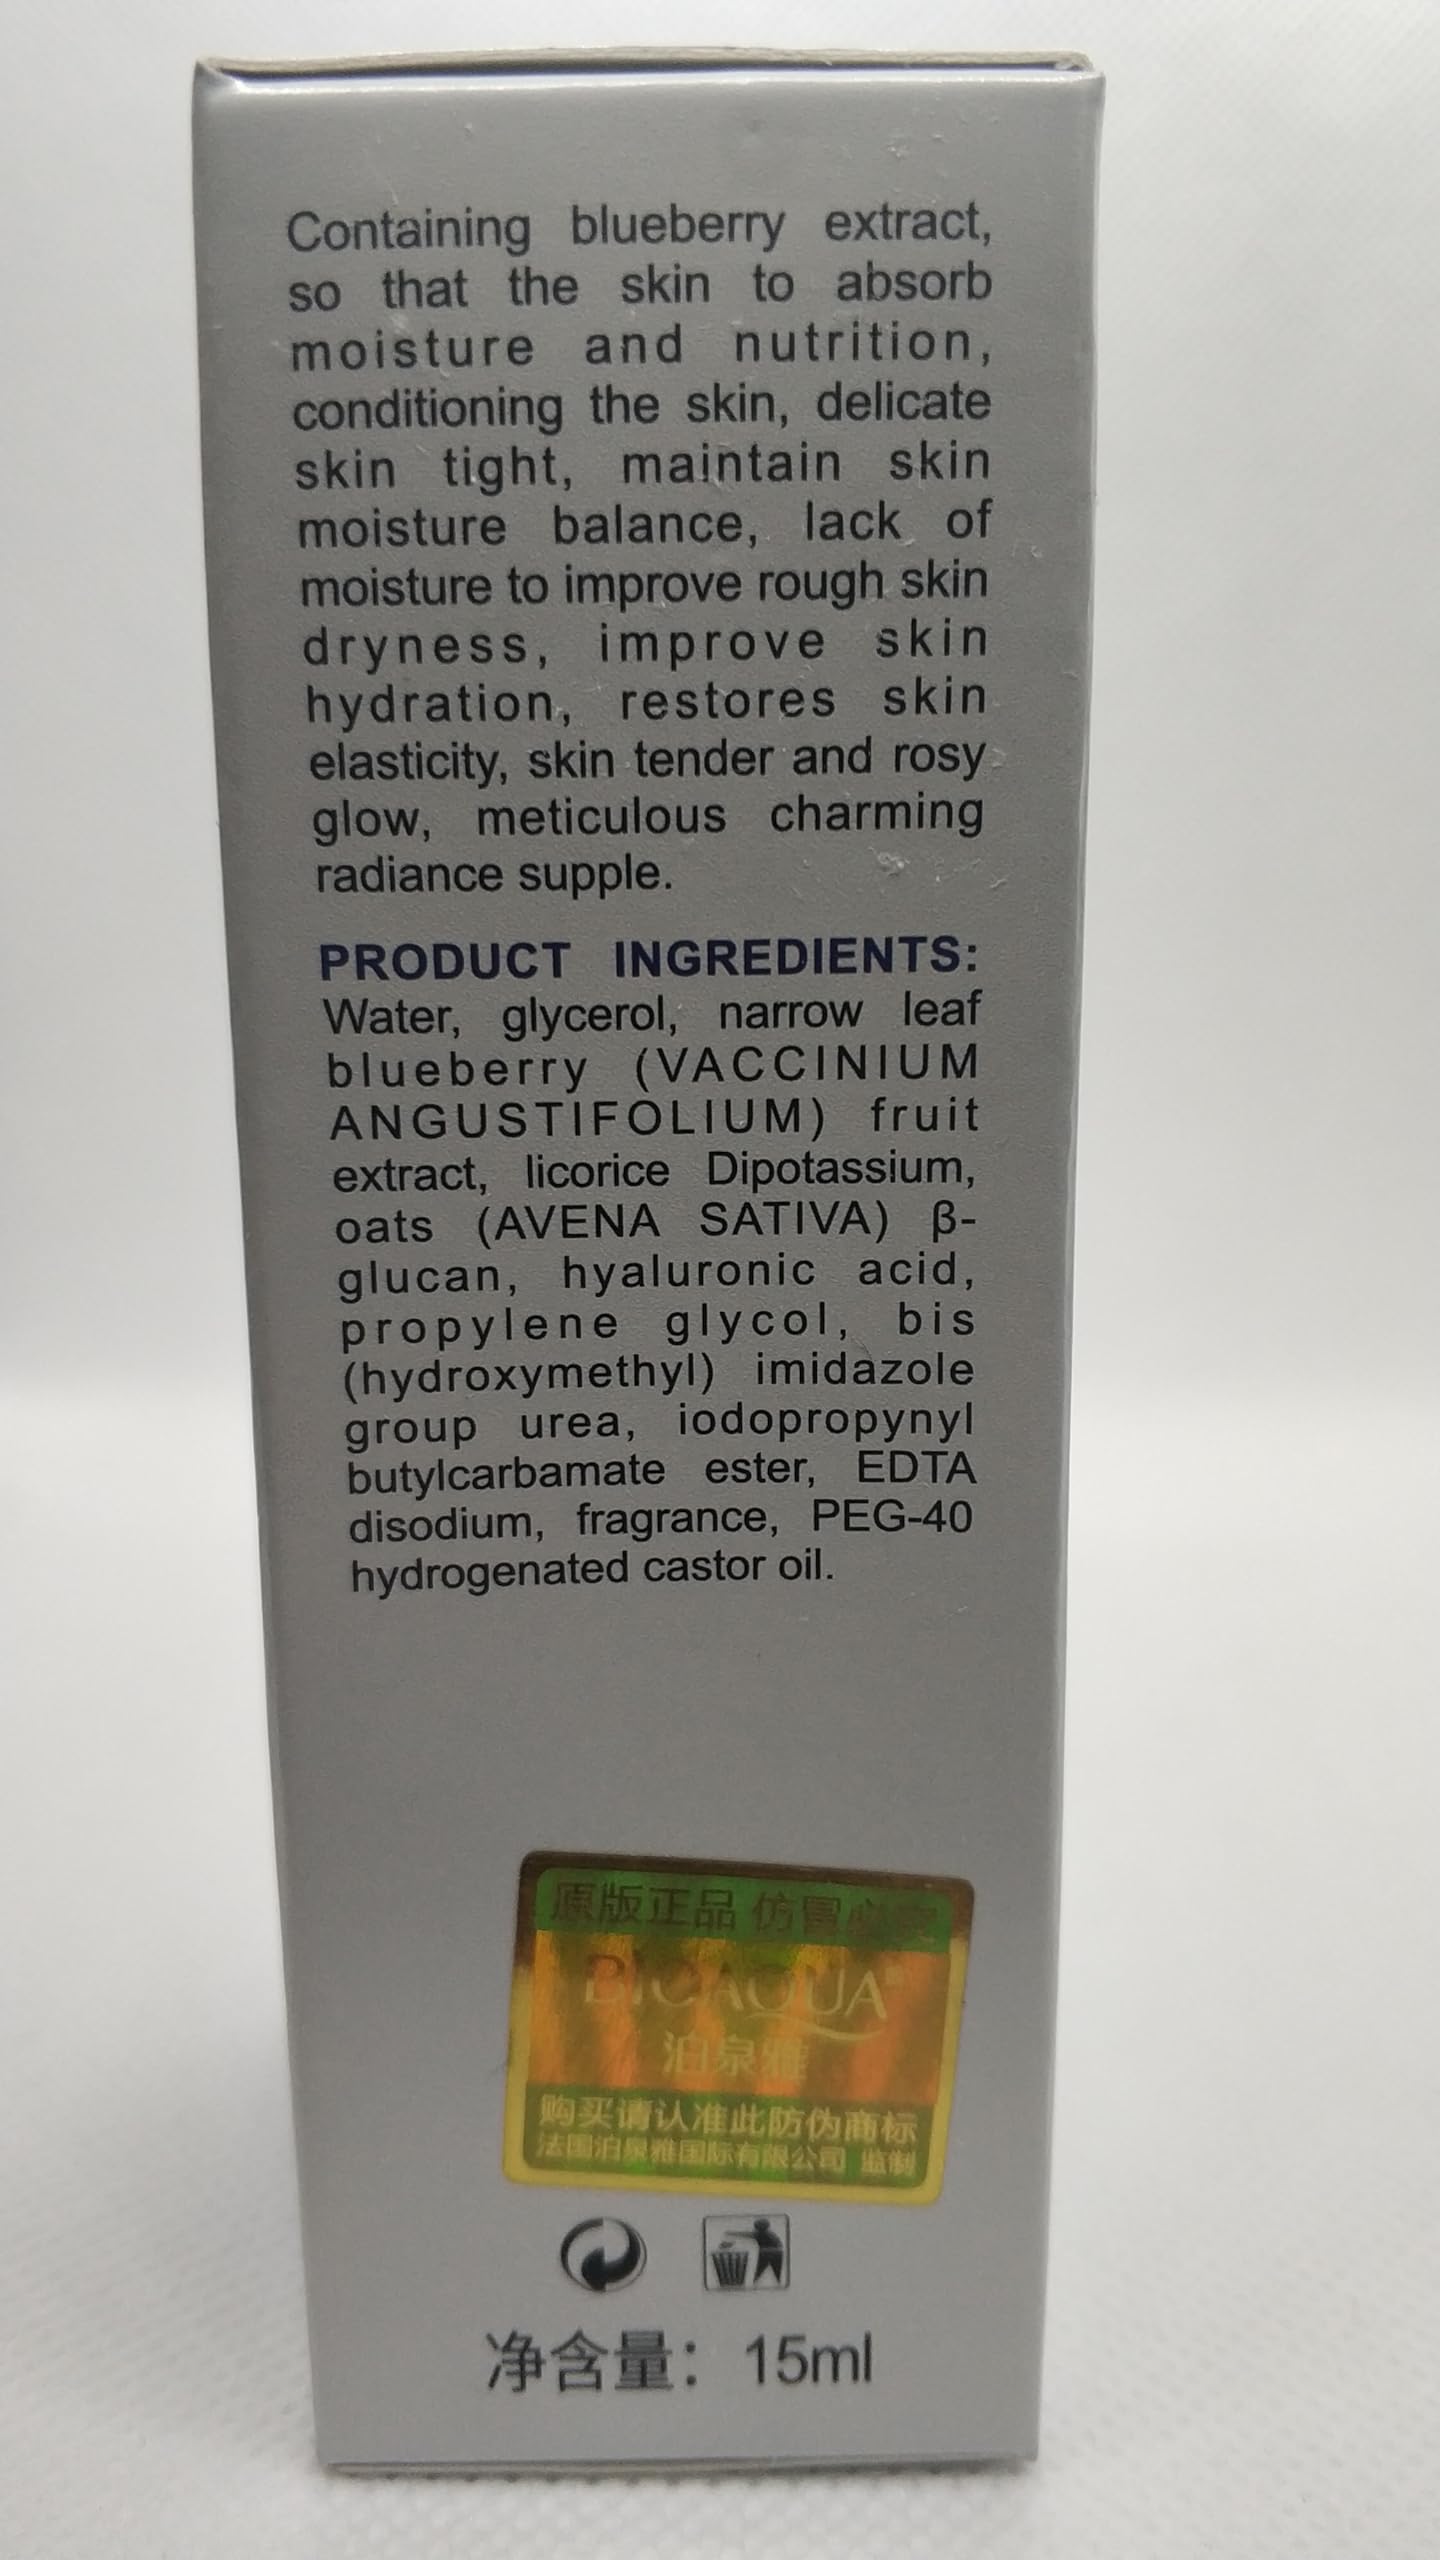 Containing blueberry extract,
so that the skin to absorb
moisture and nutrition,
conditioning the skin, delicate
skin tight, maintain skin
moisture balance, lack of
moisture to improve rough skin
dryness, improve skin
hydration, restores skin
elasticity, skin tender and rosy
glow, meticulous charming
radiance supple.
PRODUCT INGREDIENTS:
Water, glycerol, narrow leaf
blueberry (VACCINIUM
ANGUSTIFOLIUM) fruit
extract, licorice Dipotassium,
oats (AVENA SATIVA) β-
glucan, hyaluronic acid,
propylene glycol, bis
(hydroxymethyl) imidazole
group urea, iodopropynyl
butylcarbamate ester, EDTA
disodium, fragrance, PEG-40
hydrogenated castor oil.
原版正品 仿冒必究
BIOAQUA
泊泉雅
购买请认准此防伪商标
法国泊泉雅国际有限公司 监制
净含量：15ml